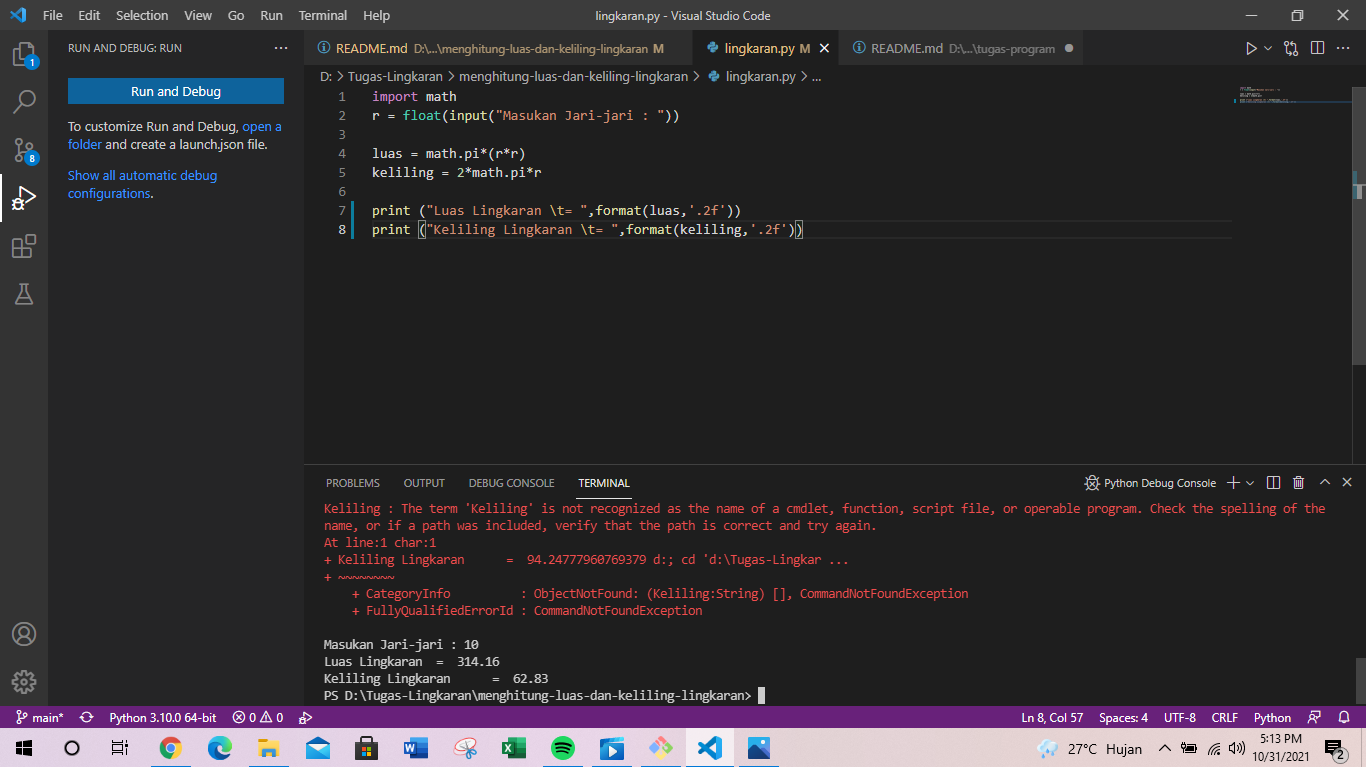 File Edit Selection View Go Run Terminal Help lingkaran.py - Visual Studio Code
1
8
RUN AND DEBUG: RUN ...
Run and Debug
To customize Run and Debug, open a
folder and create a launch.json file.
Show all automatic debug
configurations.
README.md D:\...\menghitung-luas-dan-keliling-lingkaran M lingkaran.py M README.md D:\...\tugas-program
D: > Tugas-Lingkaran > menghitung-luas-dan-keliling-lingkaran > lingkaran.py > ...
1 import math
2 r = float(input("Masukan Jari-jari : "))
3
4 luas = math.pi*(r*r)
5 keliling = 2*math.pi*r
6
7 print ("Luas Lingkaran \t= ",format(luas,'.2f'))
8 print ("Keliling Lingkaran \t= ",format(keliling,'.2f'))
PROBLEMS OUTPUT DEBUG CONSOLE TERMINAL Python Debug Console
Keliling : The term 'Keliling' is not recognized as the name of a cmdlet, function, script file, or operable program. Check the spelling of the
name, or if a path was included, verify that the path is correct and try again.
At line:1 char:1
+ Keliling Lingkaran      =  94.24777960769379 d:; cd 'd:\Tugas-Lingkar ...
+ ~~~~~~~~
    + CategoryInfo          : ObjectNotFound: (Keliling:String) [], CommandNotFoundException
    + FullyQualifiedErrorId : CommandNotFoundException
Masukan Jari-jari : 10
Luas Lingkaran  =  314.16
Keliling Lingkaran      =  62.83
PS D:\Tugas-Lingkaran\menghitung-luas-dan-keliling-lingkaran>
main* Python 3.10.0 64-bit 0 0 Ln 8, Col 57 Spaces: 4 UTF-8 CRLF Python
27°C Hujan
5:13 PM
10/31/2021
2